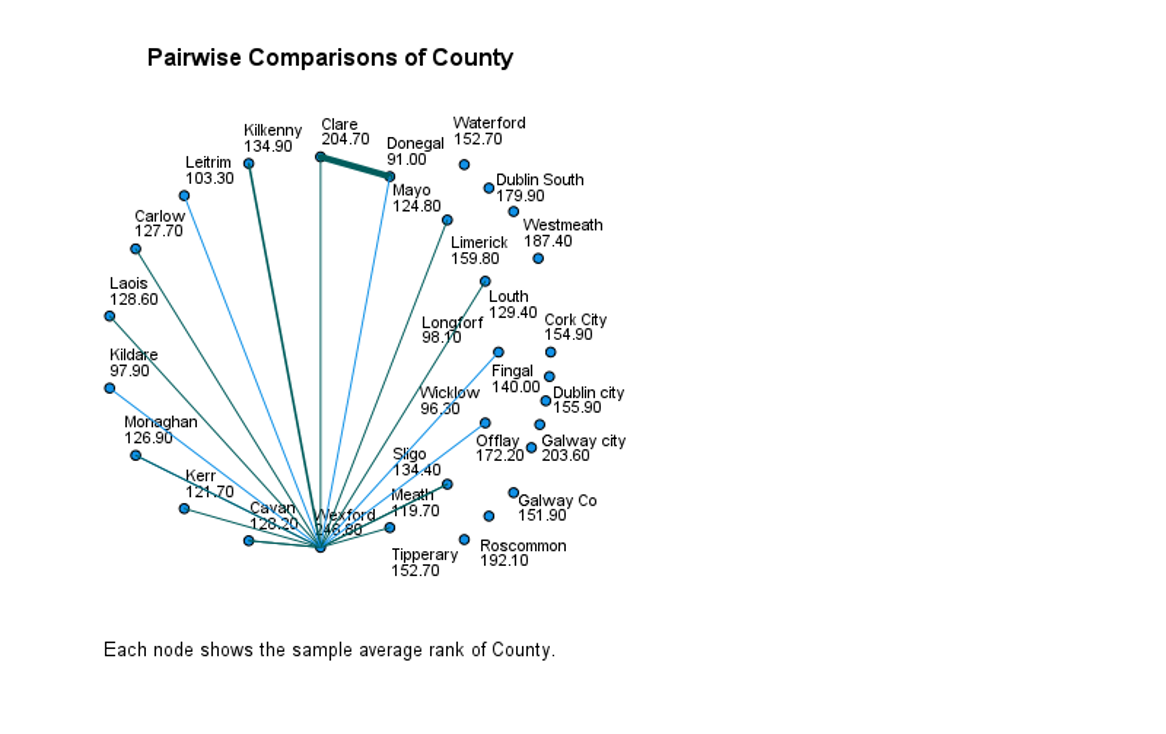 Pairwise Comparisons of County
Waterford
152.70
Clare
204.70
Kilkenny
134.90
Donegal
91.00
Leitrim
103.30
Dublin South
179.90
Mayo
124.80
Carlow
127.70
Westmeath
187.40
Limerick
159.80
Laois
128.60
Louth
129.40
Longforf
98.10
Cork City
154.90
Kildare
97.90
Fingal
140.00
Wicklow
96.30
Dublin city
155.90
Monaghan
126.90
Offlay
172.20
Galway city
203.60
Sligo
134.40
Kerr
121.70
Meath
119.70
Galway Co
151.90
Cavan
128.20
Wexford
246.80
Roscommon
192.10
Tipperary
152.70
Each node shows the sample average rank of County.